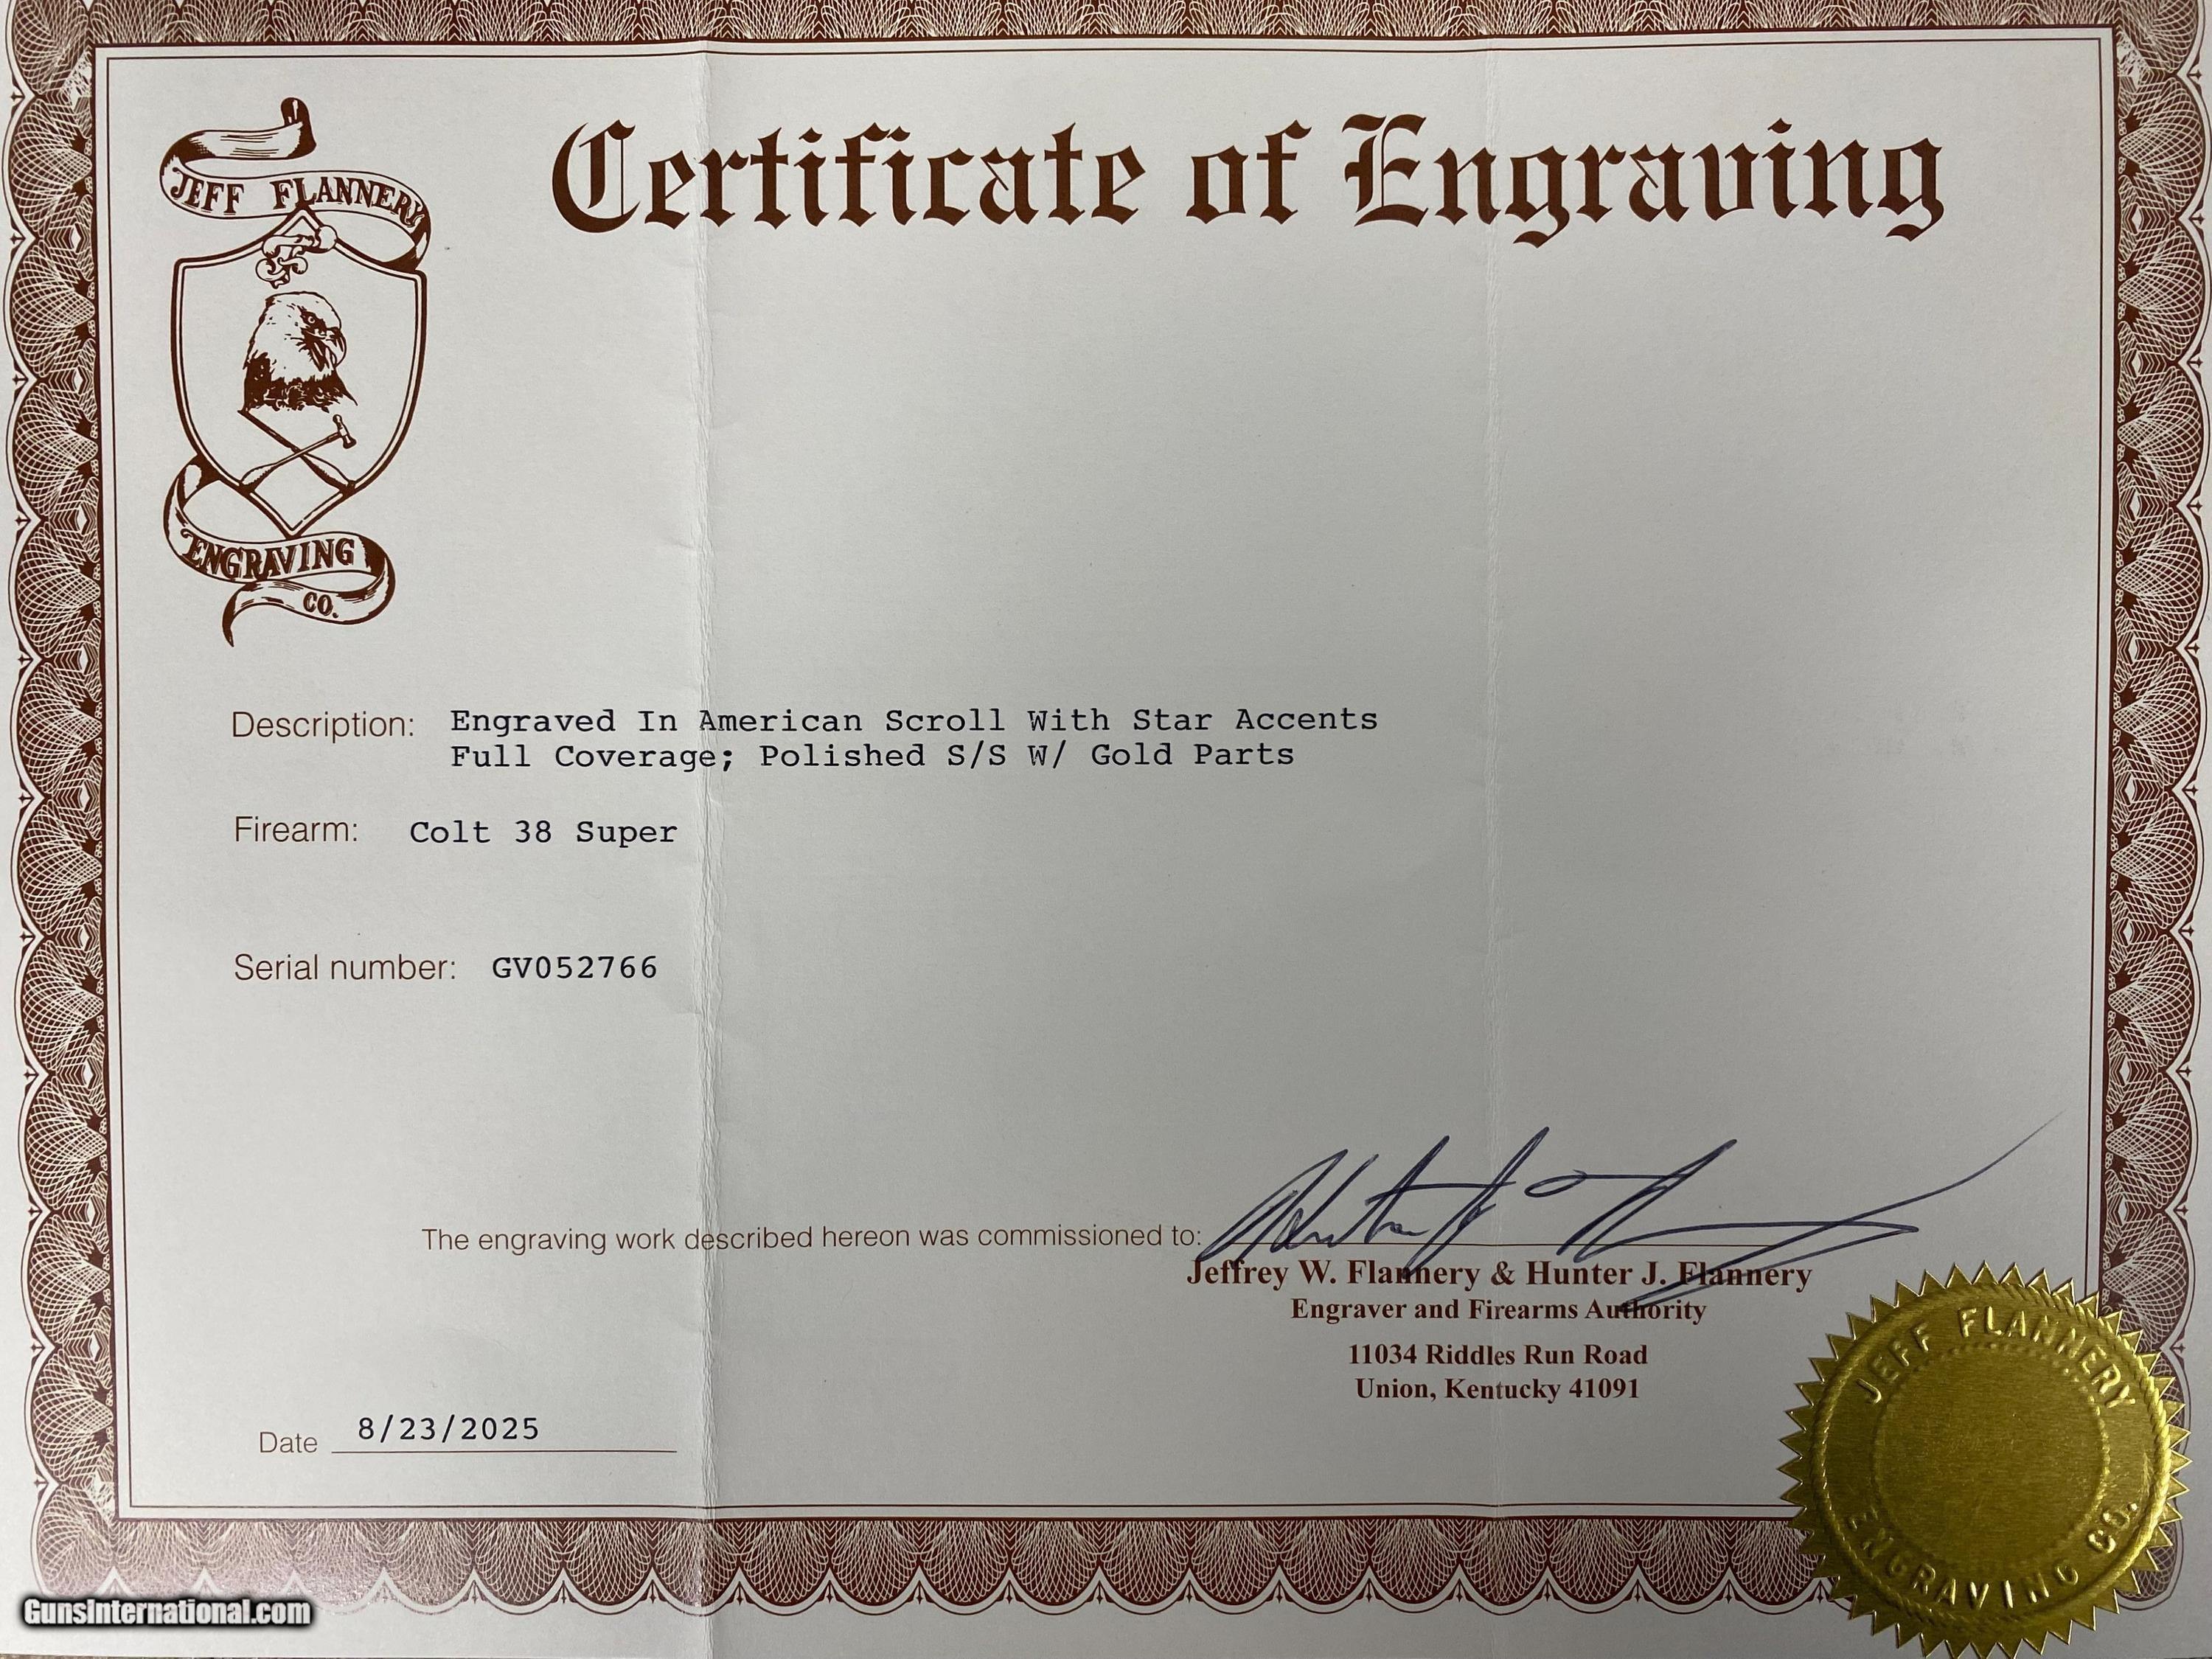 Certificate of Engraving
JEFF FLANNERY
ENGRAVING
CO.
Description: Engraved In American Scroll With Star Accents
Full Coverage; Polished S/S W/ Gold Parts
Firearm: Colt 38 Super
Serial number: GV052766
The engraving work described hereon was commissioned to:
Jeffrey W. Flannery & Hunter J. Flannery
Engraver and Firearms Authority
11034 Riddles Run Road
Union, Kentucky 41091
Date 8/23/2025
JEFF FLANNERY
ENGRAVING CO.
GunsInternational.com